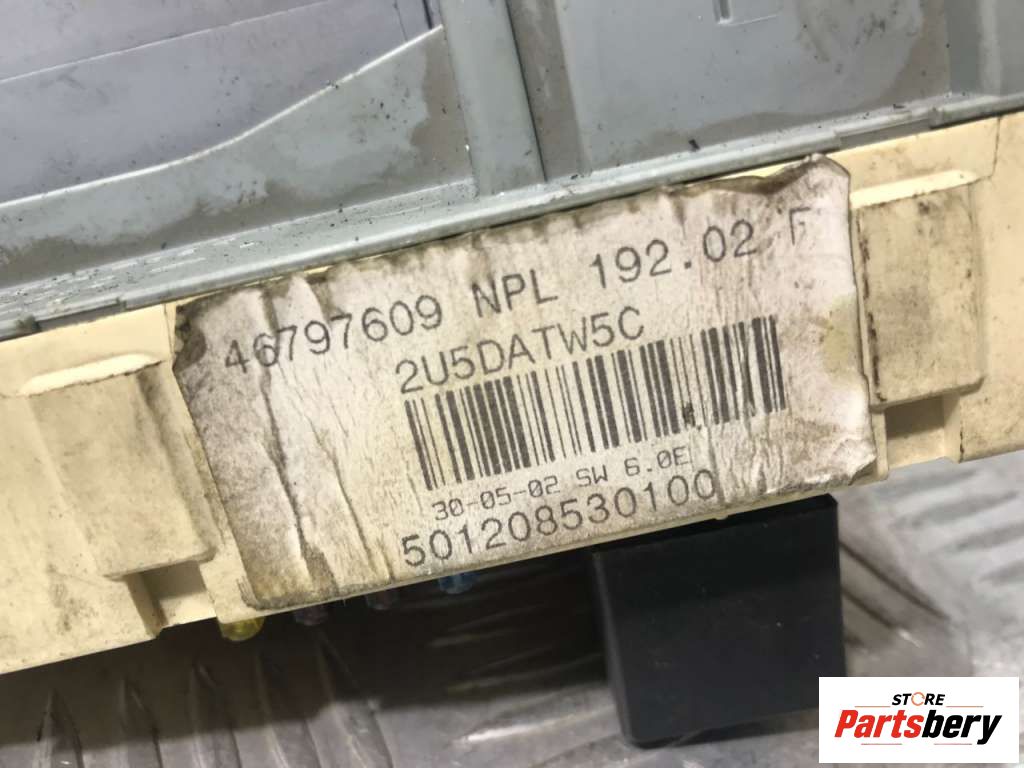 46797609 NPL 192.02 F
2U5DATW5C
30-05-02 SW 6.0E
501208530100
STORE
Partsbery